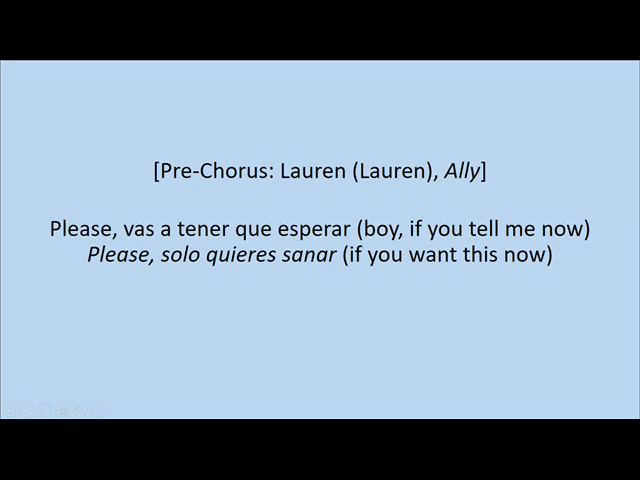 [Pre-Chorus: Lauren (Lauren), Ally]
Please, vas a tener que esperar (boy, if you tell me now)
Please, solo quieres sanar (if you want this now)